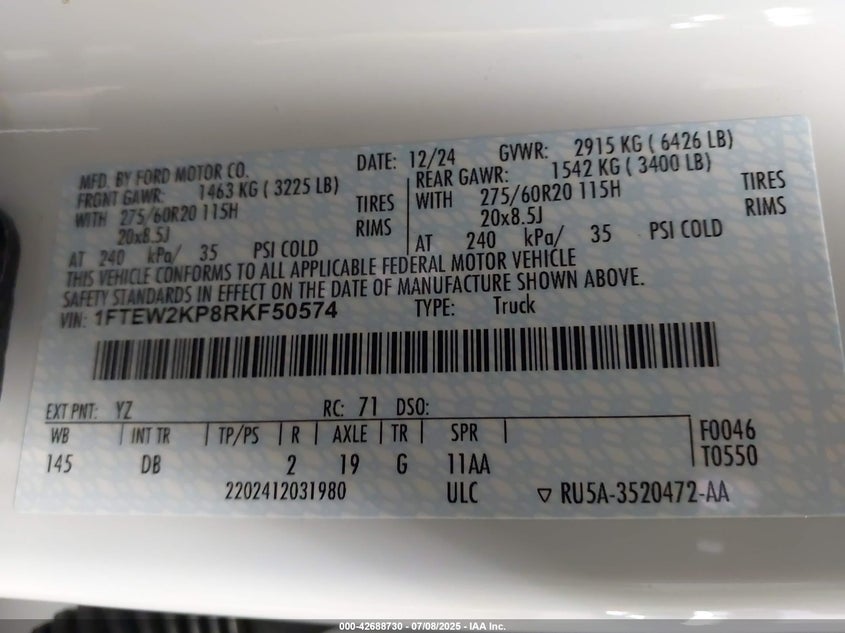 MFD. BY FORD MOTOR CO. DATE: 12/24 GVWR: 2915 KG ( 6426 LB)
FRONT GAWR: 1463 KG ( 3225 LB) REAR GAWR: 1542 KG ( 3400 LB)
WITH 275/60R20 115H TIRES WITH 275/60R20 115H TIRES
20x8.5J RIMS 20x8.5J RIMS
AT 240 kPa/ 35 PSI COLD AT 240 kPa/ 35 PSI COLD
THIS VEHICLE CONFORMS TO ALL APPLICABLE FEDERAL MOTOR VEHICLE
SAFETY STANDARDS IN EFFECT ON THE DATE OF MANUFACTURE SHOWN ABOVE.
VIN: 1FTEW2KP8RKF50574 TYPE: Truck
EXT PNT: YZ RC: 71 DSO:
WB INT TR TP/PS R AXLE TR SPR F0046
145 DB 2 19 G 11AA T0550
2202412031980 ULC ▽ RU5A-3520472-AA
000-42688730 - 07/08/2025 - IAA Inc.